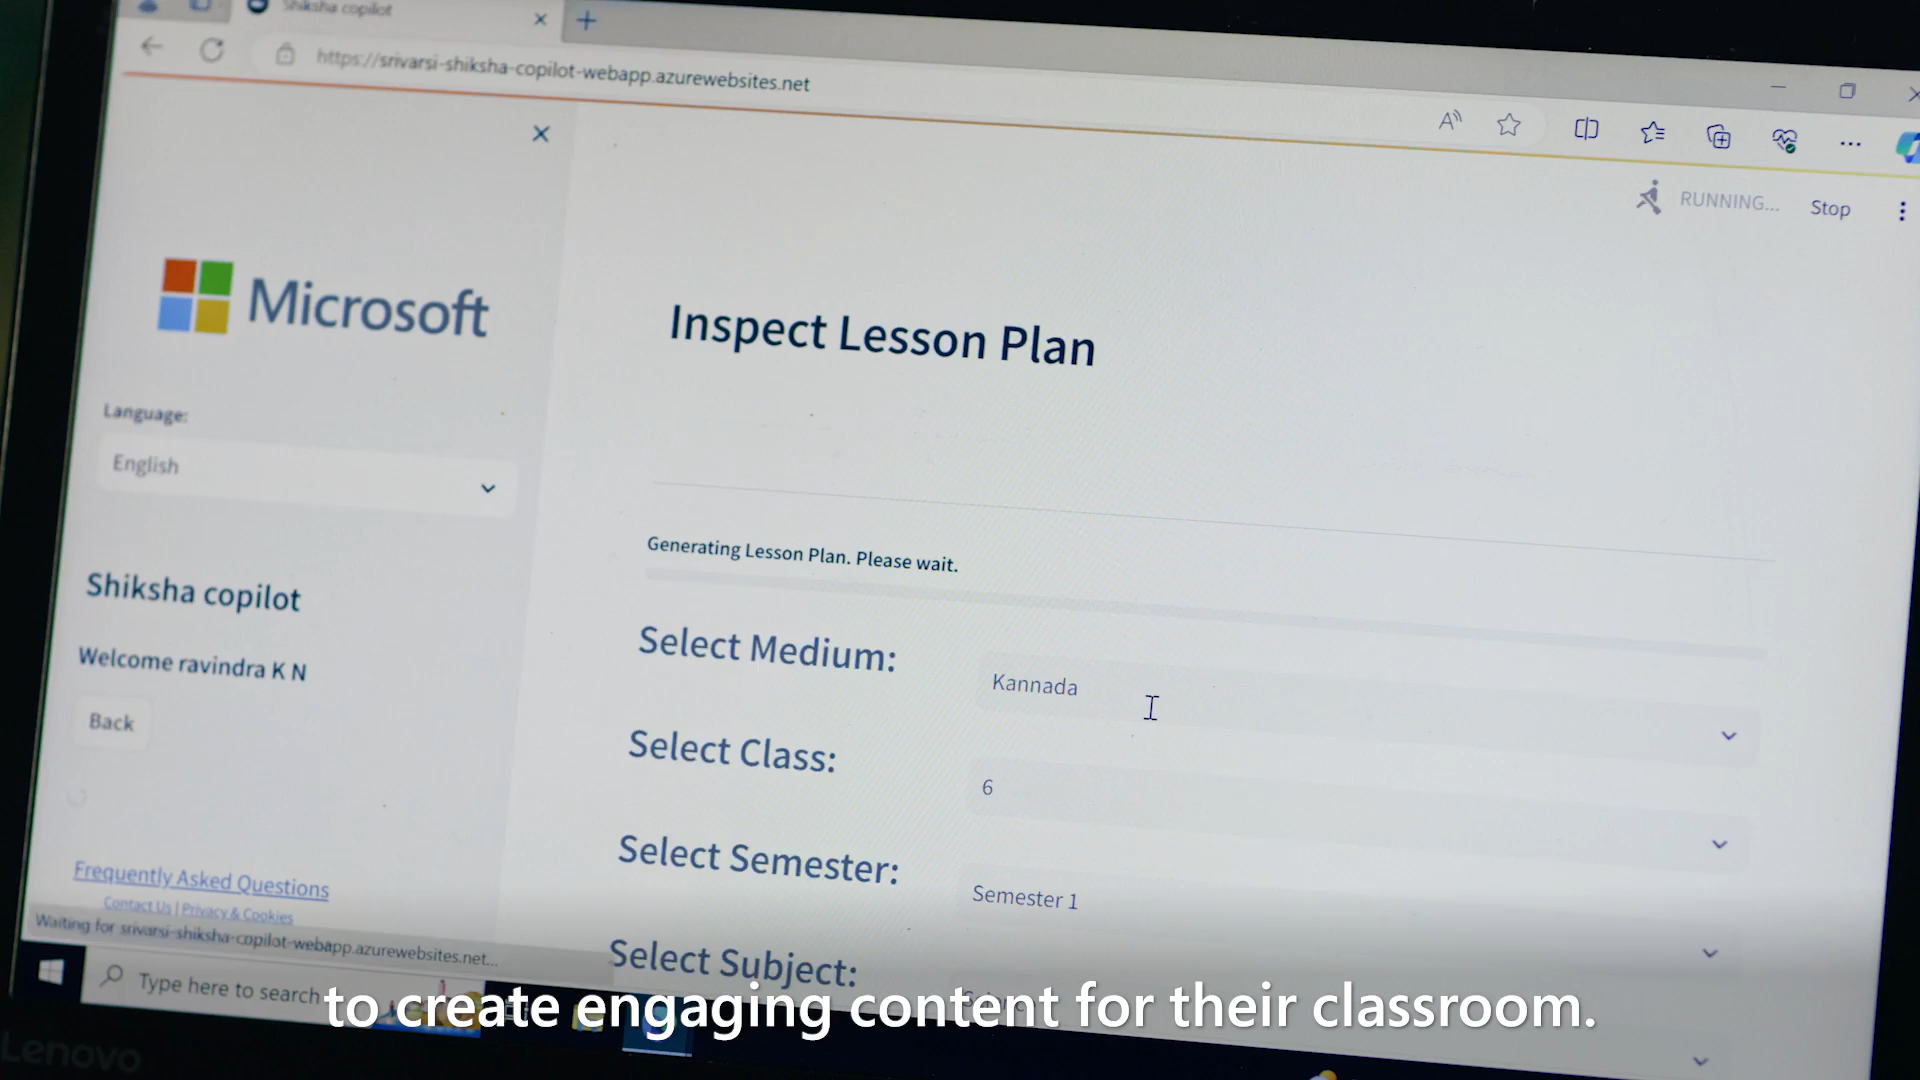 Shiksha copilot
https://srivarsi-shiksha-copilot-webapp.azurewebsites.net
RUNNING...
Stop
Microsoft
Inspect Lesson Plan
Language:
English
Generating Lesson Plan. Please wait.
Shiksha copilot
Select Medium:
Kannada
Welcome ravindra K N
Back
Select Class:
6
Select Semester:
Semester 1
Frequently Asked Questions
Contact Us | Privacy & Cookies
Waiting for srivarsi-shiksha-copilot-webapp.azurewebsites.net...
Select Subject:
Type here to search
to create engaging content for their classroom.
Lenovo